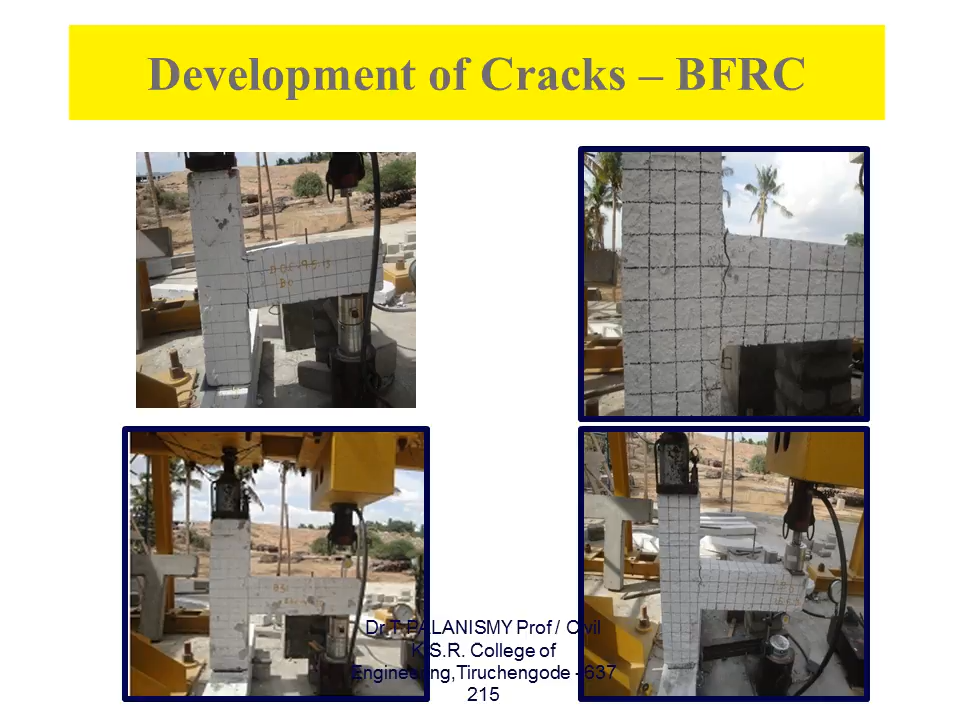 Development of Cracks – BFRC
Dr.T.PALANISMY Prof / Civil
K.S.R. College of
Engineering,Tiruchengode - 637
215